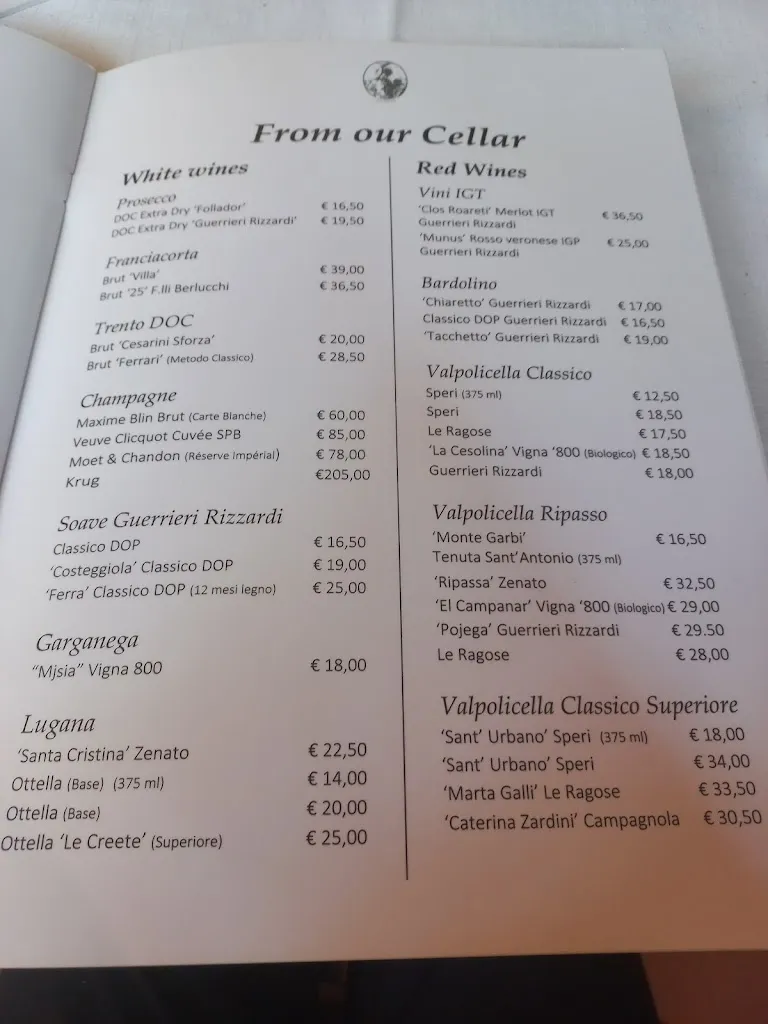 From our Cellar
White wines
Prosecco
DOC Extra Dry 'Follador' € 16,50
DOC Extra Dry 'Guerrieri Rizzardi' € 19,50
Franciacorta
Brut 'Villa' € 39,00
Brut '25' F.lli Berlucchi € 36,50
Trento DOC
Brut 'Cesarini Sforza' € 20,00
Brut 'Ferrari' (Metodo Classico) € 28,50
Champagne
Maxime Blin Brut (Carte Blanche) € 60,00
Veuve Clicquot Cuvée SPB € 85,00
Moet & Chandon (Rèserve Impérial) € 78,00
Krug €205,00
Soave Guerrieri Rizzardi
Classico DOP € 16,50
'Costeggiola' Classico DOP € 19,00
'Ferra' Classico DOP (12 mesi legno) € 25,00
Garganega
"Mjsia" Vigna 800 € 18,00
Lugana
'Santa Cristina' Zenato € 22,50
Ottella (Base) (375 ml) € 14,00
Ottella (Base) € 20,00
Ottella 'Le Creete' (Superiore) € 25,00
Red Wines
Vini IGT
'Clos Roareti' Merlot IGT € 36,50
Guerrieri Rizzardi
'Munus' Rosso veronese IGP € 25,00
Guerrieri Rizzardi
Bardolino
'Chiaretto' Guerrieri Rizzardi € 17,00
Classico DOP Guerrieri Rizzardi € 16,50
'Tacchetto' Guerrieri Rizzardi € 19,00
Valpolicella Classico
Speri (375 ml) € 12,50
Speri € 18,50
Le Ragose € 17,50
'La Cesolina' Vigna '800 (Biologico) € 18,50
Guerrieri Rizzardi € 18,00
Valpolicella Ripasso
'Monte Garbi' € 16,50
Tenuta Sant'Antonio (375 ml)
'Ripassa' Zenato € 32,50
'El Campanar' Vigna '800 (Biologico) € 29,00
'Pojega' Guerrieri Rizzardi € 29.50
Le Ragose € 28,00
Valpolicella Classico Superiore
'Sant' Urbano' Speri (375 ml) € 18,00
'Sant' Urbano' Speri € 34,00
'Marta Galli' Le Ragose € 33,50
'Caterina Zardini' Campagnola € 30,50